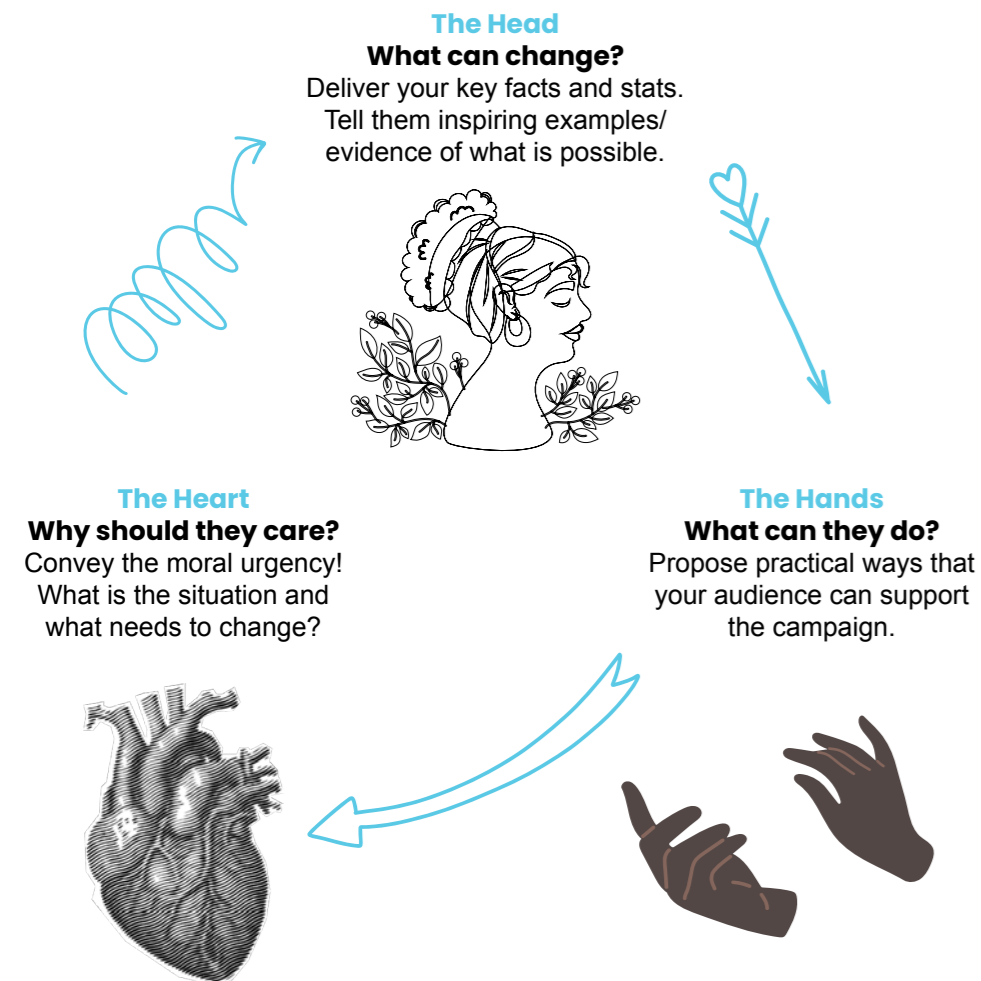 The Head
What can change?
Deliver your key facts and stats.
Tell them inspiring examples/
evidence of what is possible.
The Heart
Why should they care?
Convey the moral urgency!
What is the situation and
what needs to change?
The Hands
What can they do?
Propose practical ways that
your audience can support
the campaign.